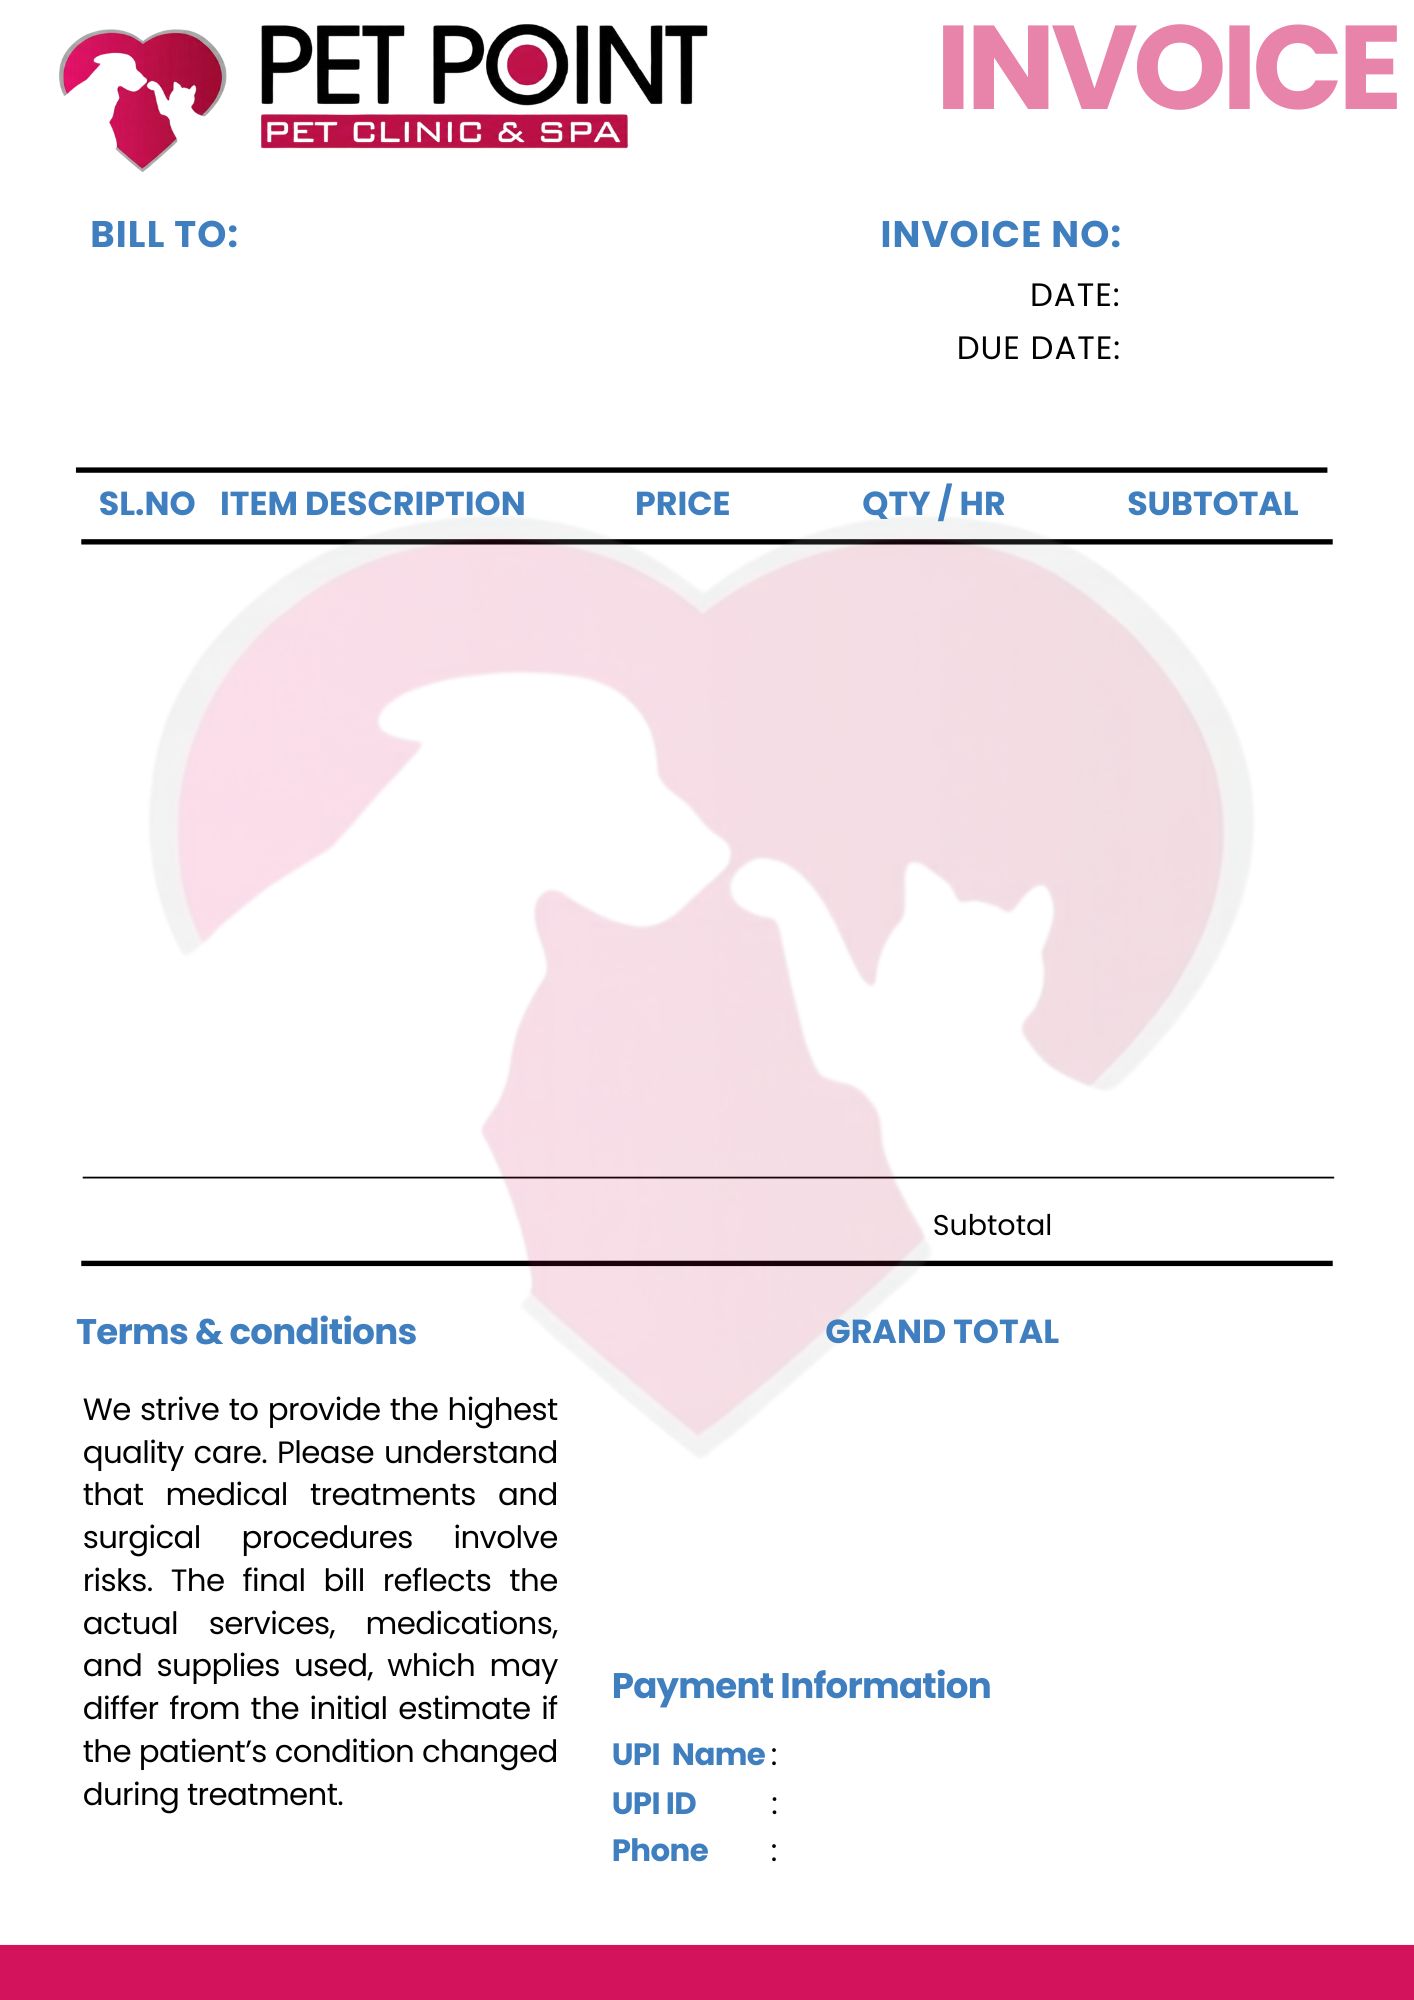 PET POINT
PET CLINIC & SPA
INVOICE
BILL TO:
INVOICE NO:
DATE:
DUE DATE:
SL.NO ITEM DESCRIPTION PRICE QTY / HR SUBTOTAL
Subtotal
Terms & conditions
GRAND TOTAL
We strive to provide the highest
quality care. Please understand
that medical treatments and
surgical procedures involve
risks. The final bill reflects the
actual services, medications,
and supplies used, which may
differ from the initial estimate if
the patient’s condition changed
during treatment.
Payment Information
UPI Name :
UPI ID :
Phone :